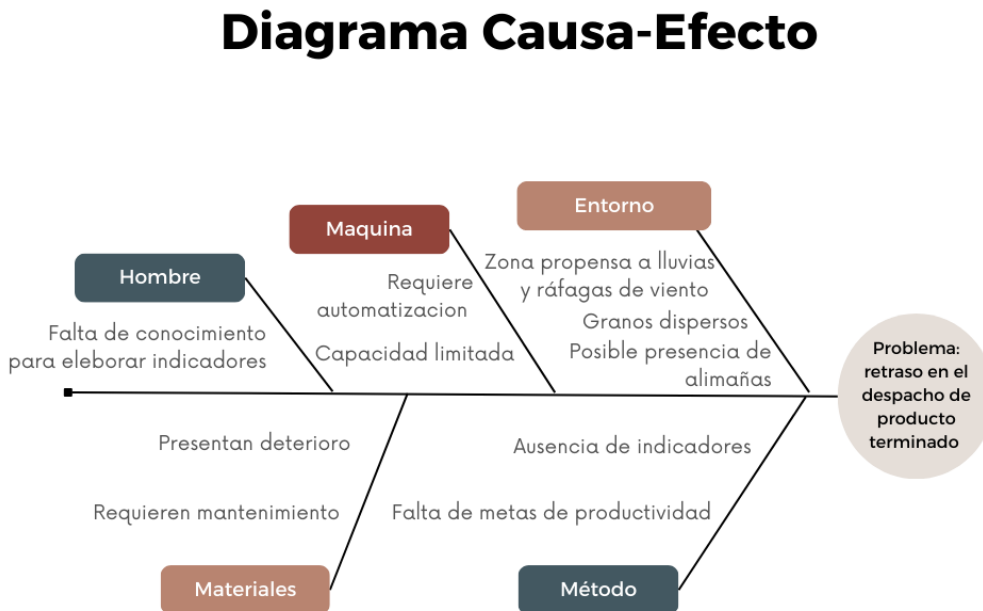 Diagrama Causa-Efecto
Entorno
Maquina
Hombre
Zona propensa a lluvias
y ráfagas de viento
Requiere
automatizacion
Granos dispersos
Falta de conocimiento
para eleborar indicadores
Capacidad limitada
Posible presencia de
alimañas
Problema:
retraso en el
despacho de
producto
terminado
Presentan deterioro
Ausencia de indicadores
Requieren mantenimiento
Falta de metas de productividad
Materiales
Método